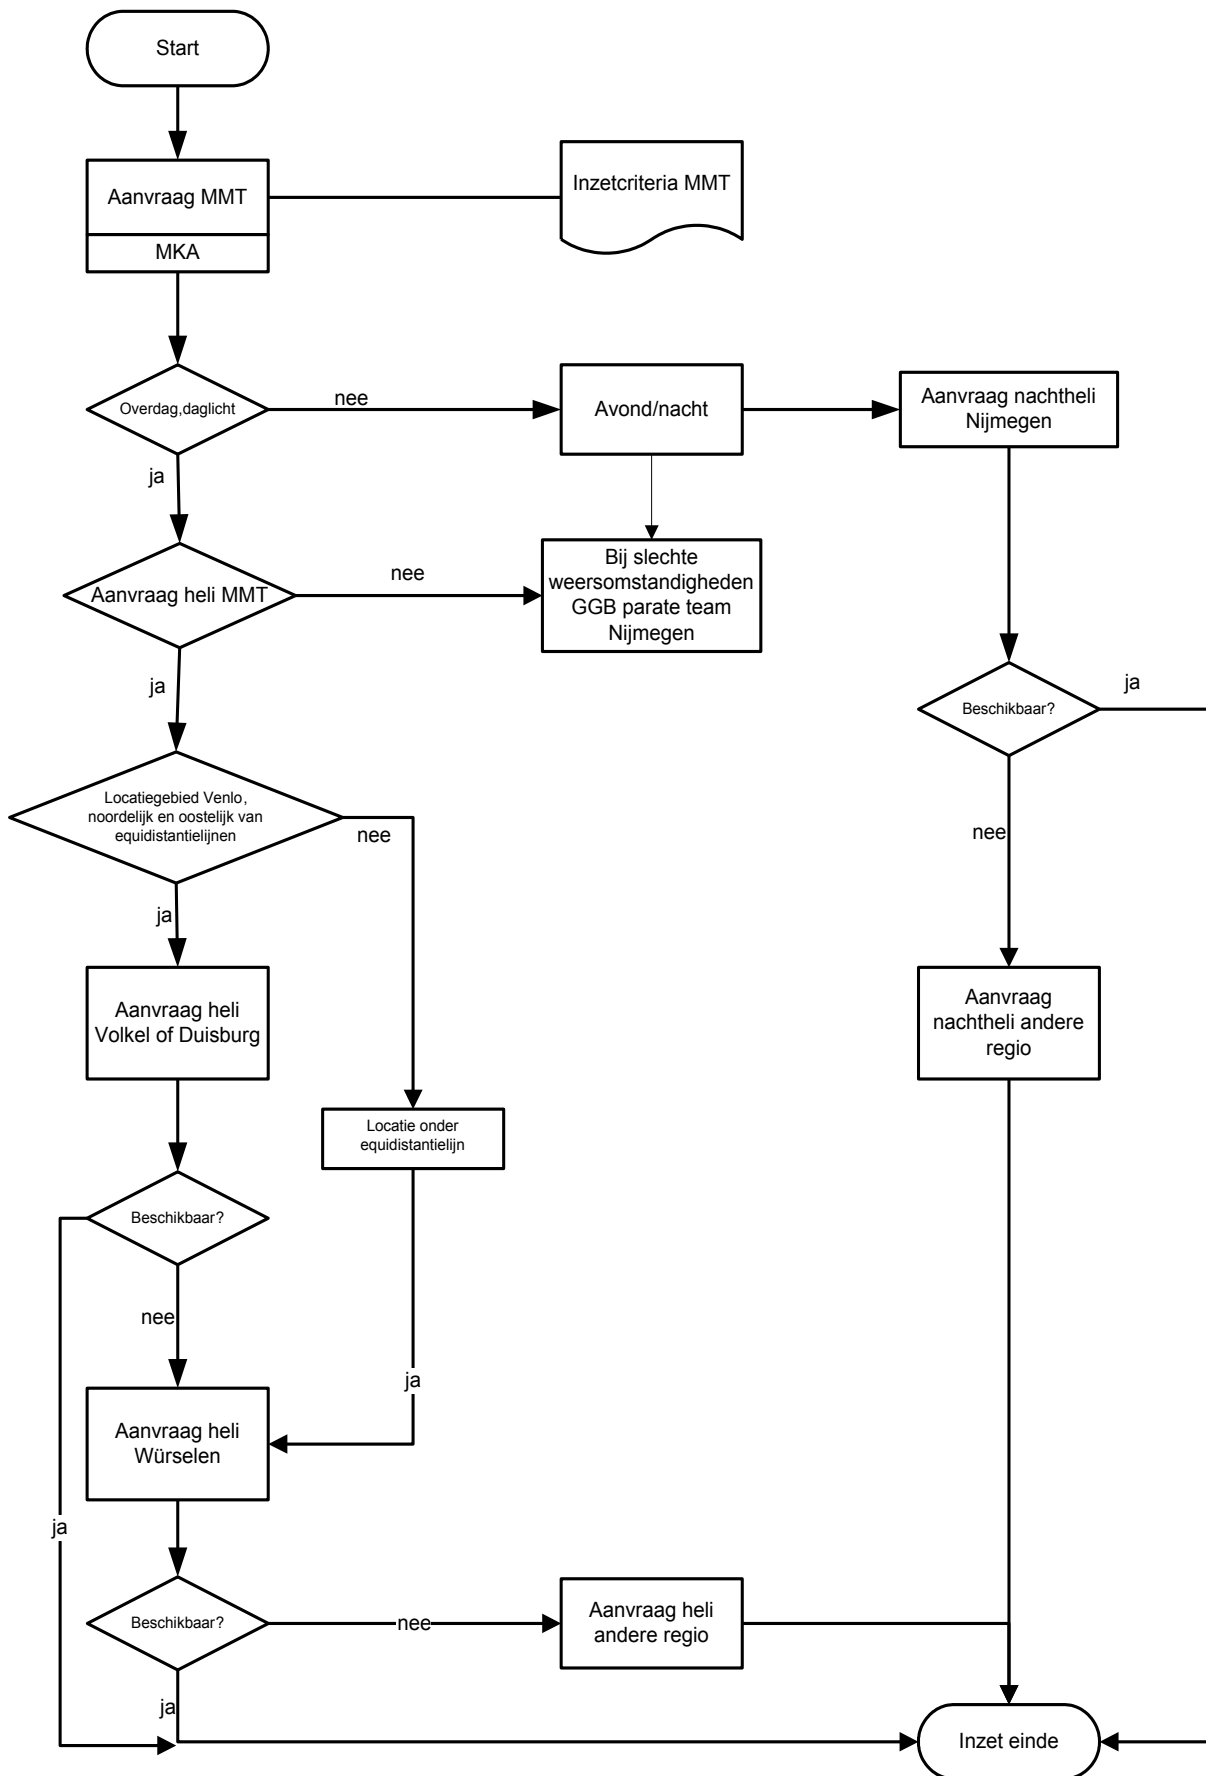 Start
Aanvraag MMT
MKA
Inzetcriteria MMT
Overdag,daglicht
nee
Avond/nacht
Aanvraag nachtheli
Nijmegen
ja
Aanvraag heli MMT
nee
Bij slechte
weersomstandigheden
GGB parate team
Nijmegen
ja
Beschikbaar?
ja
Locatiegebied Venlo,
noordelijk en oostelijk van
equidistantielijnen
nee
nee
ja
Aanvraag heli
Volkel of Duisburg
Aanvraag
nachtheli andere
regio
Locatie onder
equidistantielijn
Beschikbaar?
nee
ja
Aanvraag heli
Würselen
ja
Beschikbaar?
nee
Aanvraag heli
andere regio
ja
Inzet einde